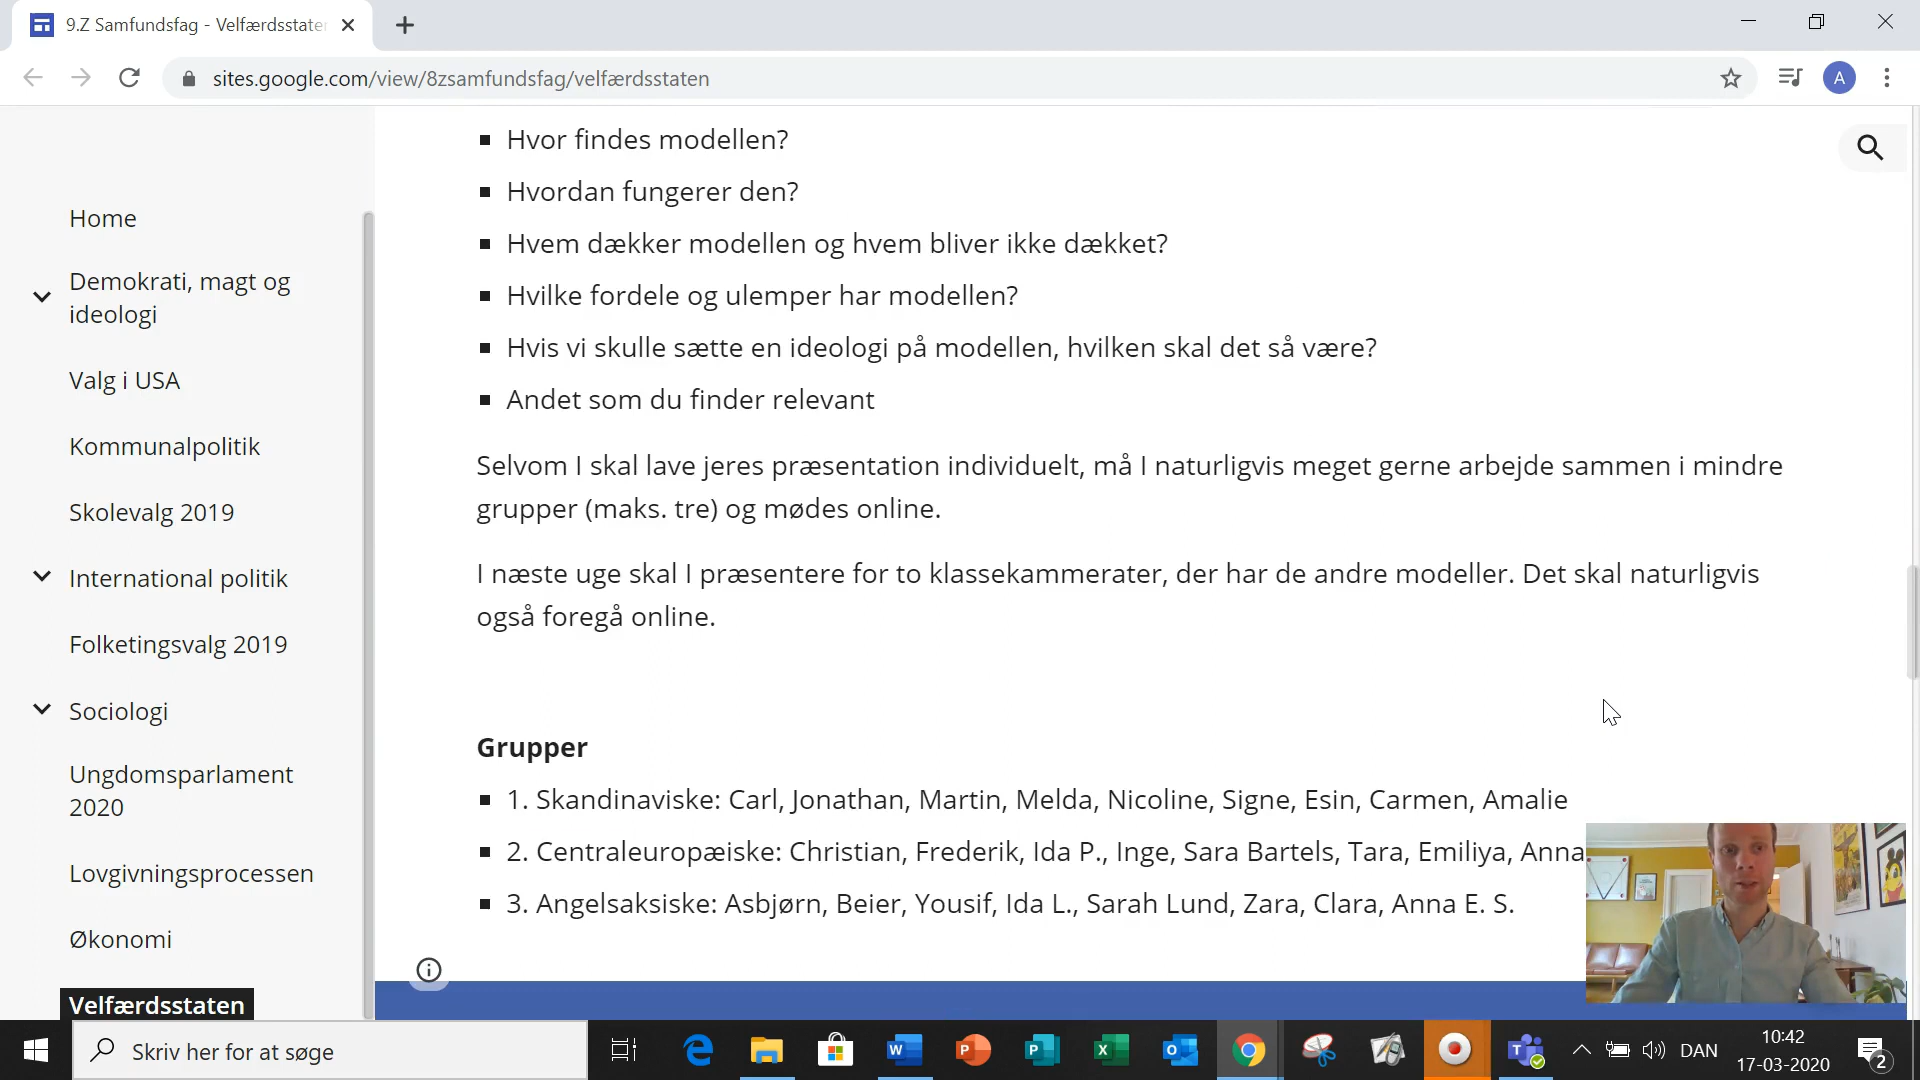 9.Z Samfundsfag - Velfærdsstaten
sites.google.com/view/8zsamfundsfag/velfærdsstaten
A
Home
Demokrati, magt og
ideologi
Valg i USA
Kommunalpolitik
Skolevalg 2019
International politik
Folketingsvalg 2019
Sociologi
Ungdomsparlament
2020
Lovgivningsprocessen
Økonomi
Velfærdsstaten
Hvor findes modellen?
Hvordan fungerer den?
Hvem dækker modellen og hvem bliver ikke dækket?
Hvilke fordele og ulemper har modellen?
Hvis vi skulle sætte en ideologi på modellen, hvilken skal det så være?
Andet som du finder relevant
Selvom I skal lave jeres præsentation individuelt, må I naturligvis meget gerne arbejde sammen i mindre
grupper (maks. tre) og mødes online.
I næste uge skal I præsentere for to klassekammerater, der har de andre modeller. Det skal naturligvis
også foregå online.
Grupper
1. Skandinaviske: Carl, Jonathan, Martin, Melda, Nicoline, Signe, Esin, Carmen, Amalie
2. Centraleuropæiske: Christian, Frederik, Ida P., Inge, Sara Bartels, Tara, Emiliya, Anna
3. Angelsaksiske: Asbjørn, Beier, Yousif, Ida L., Sarah Lund, Zara, Clara, Anna E. S.
Skriv her for at søge
DAN
10:42
17-03-2020
2